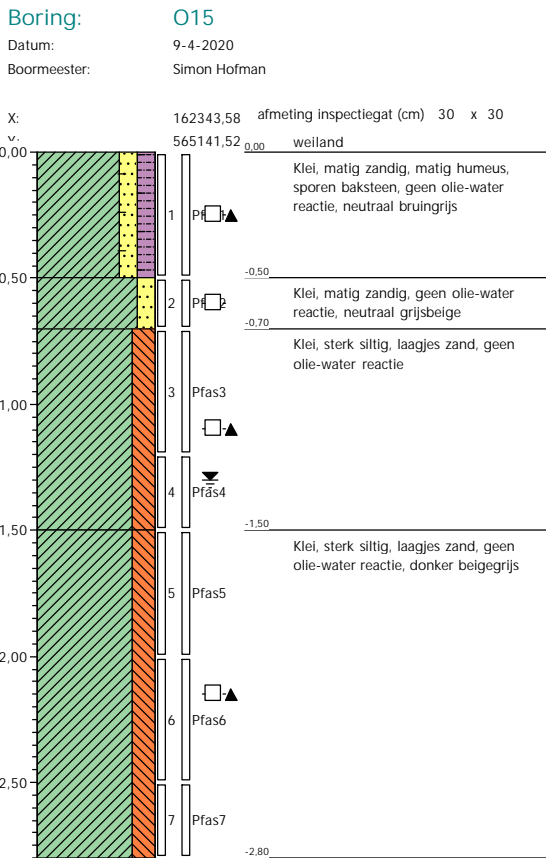 Boring: O15
Datum: 9-4-2020
Boormeester: Simon Hofman
X: 162343,58 afmeting inspectiegat (cm) 30 x 30
565141,52 0,00 weiland
0,00
Klei, matig zandig, matig humeus,
sporen baksteen, geen olie-water
reactie, neutraal bruingrijs
1
0,50 -0,50
Klei, matig zandig, geen olie-water
reactie, neutraal grijsbeige
2
-0,70
Klei, sterk siltig, laagjes zand, geen
olie-water reactie
3 Pfas3
1,00
4 Pfas4
1,50 -1,50
Klei, sterk siltig, laagjes zand, geen
olie-water reactie, donker beigegrijs
5 Pfas5
2,00
6 Pfas6
2,50
7 Pfas7
-2,80